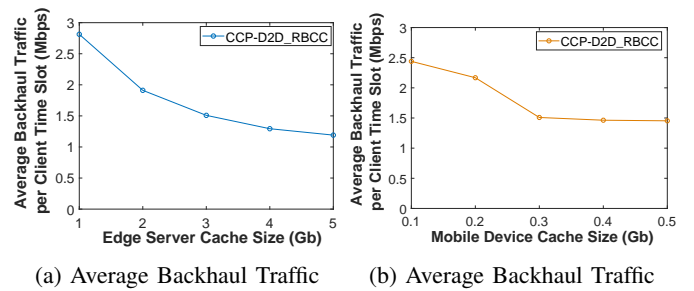 Average Backhaul Traffic
per Client Time Slot (Mbps)
3
2.5
2
1.5
1
0.5
0
CCP-D2D_RBCC
1 2 3 4 5
Edge Server Cache Size (Gb)
(a) Average Backhaul Traffic
Average Backhaul Traffic
per Client Time Slot (Mbps)
3
2.5
2
1.5
1
0.5
0
CCP-D2D_RBCC
0.1 0.2 0.3 0.4 0.5
Mobile Device Cache Size (Gb)
(b) Average Backhaul Traffic